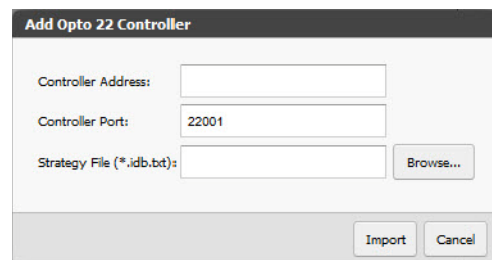 Add Opto 22 Controller
Controller Address:
Controller Port: 22001
Strategy File (*.idb.txt): Browse...
Import Cancel